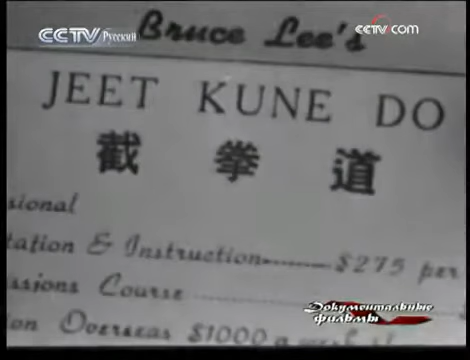 CCTV Русский
cctv.com
Bruce Lee's
JEET KUNE DO
截 拳 道
sional
tation & Instruction --------- $275 per
ssions Course ..........
Документальные
фильмы
on Overseas $1000 a